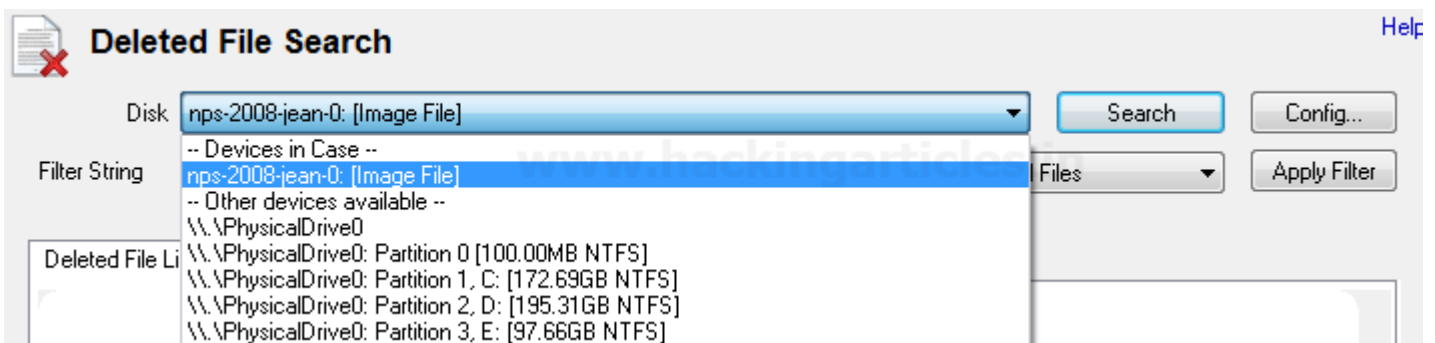 Deleted File Search
Help
Disk nps-2008-jean-0: [Image File] Search Config...
-- Devices in Case --
Filter String nps-2008-jean-0: [Image File] Files Apply Filter
www.hackingarticles.in
-- Other devices available --
\\.\PhysicalDrive0
Deleted File Li \\.\PhysicalDrive0: Partition 0 [100.00MB NTFS]
\\.\PhysicalDrive0: Partition 1, C: [172.69GB NTFS]
\\.\PhysicalDrive0: Partition 2, D: [195.31GB NTFS]
\\.\PhysicalDrive0: Partition 3, E: [97.66GB NTFS]